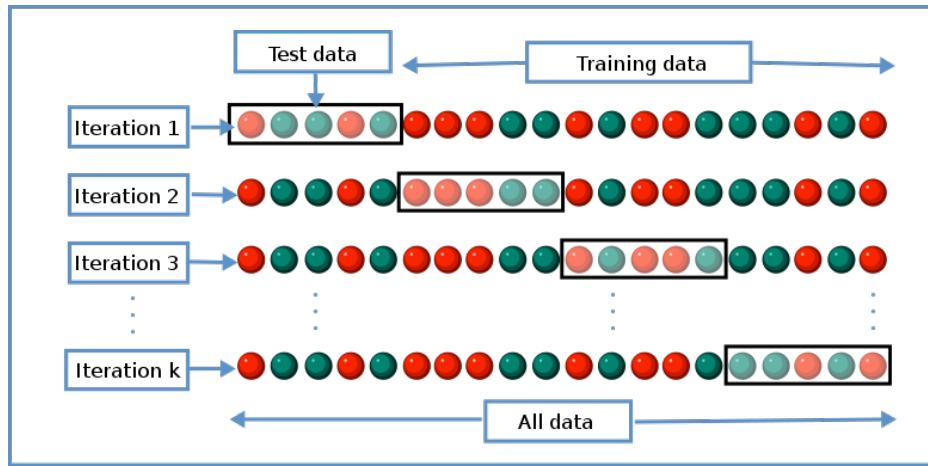 Test data
Training data
Iteration 1
Iteration 2
Iteration 3
Iteration k
All data